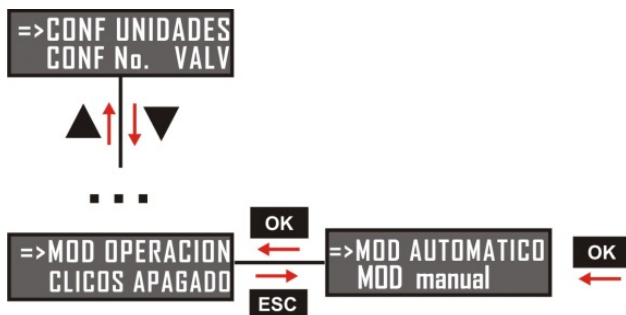 =>CONF UNIDADES
CONF No. VALV
...
=>MOD OPERACION
CLICOS APAGADO
OK
ESC
=>MOD AUTOMATICO
MOD manual
OK